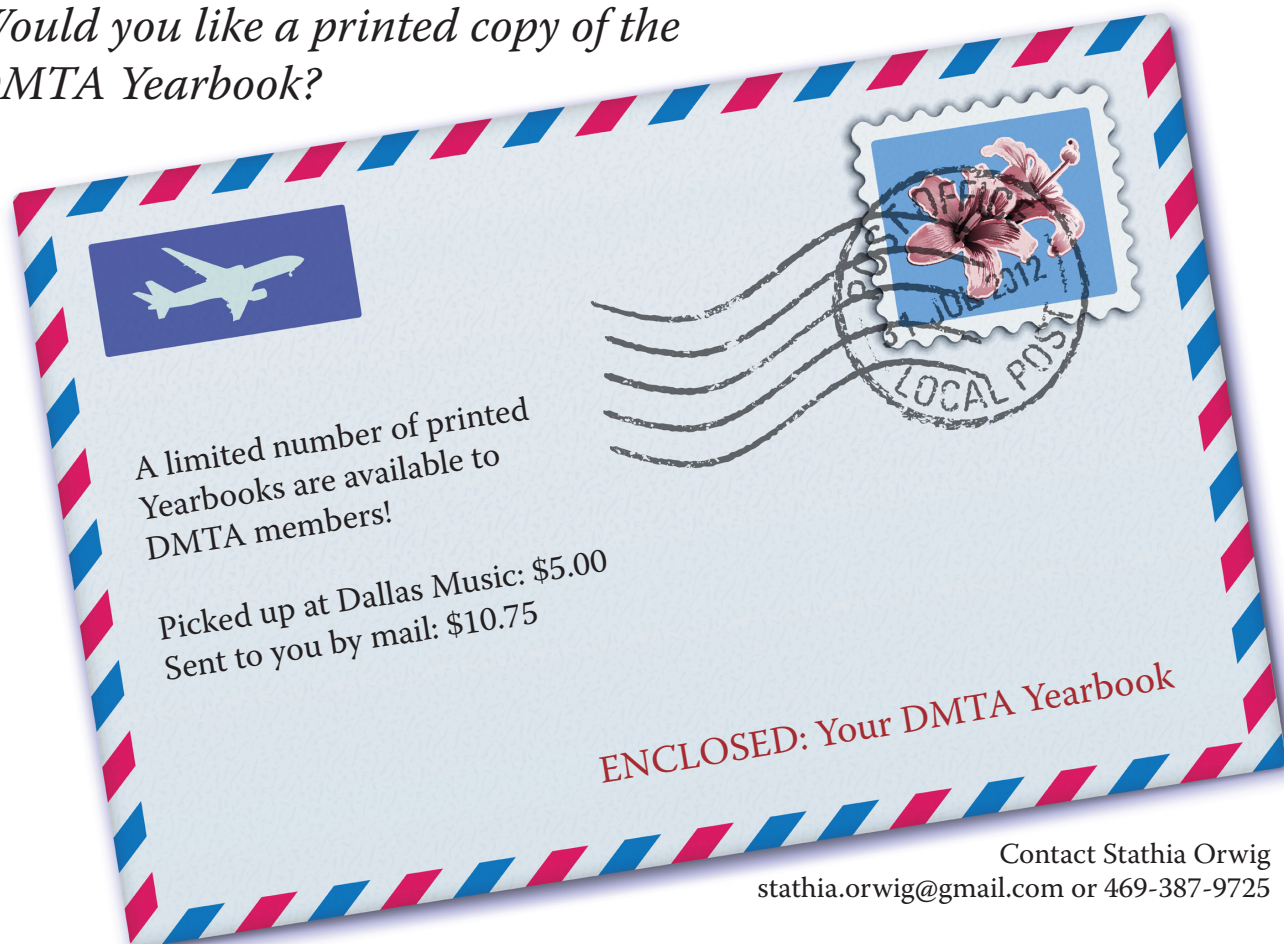 Would you like a printed copy of the
DMTA Yearbook?
POST OFFICE
JUL 2012
LOCAL POST
A limited number of printed
Yearbooks are available to
DMTA members!
Picked up at Dallas Music: $5.00
Sent to you by mail: $10.75
ENCLOSED: Your DMTA Yearbook
Contact Stathia Orwig
stathia.orwig@gmail.com or 469-387-9725